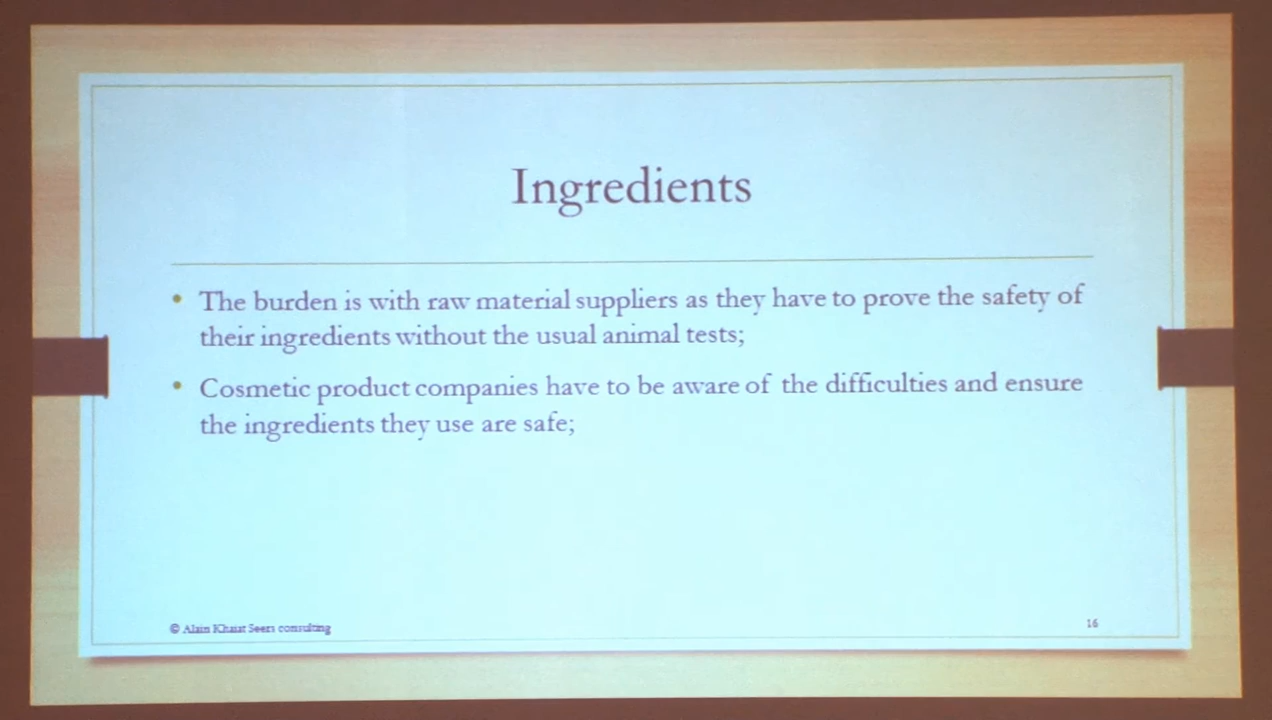 Ingredients
• The burden is with raw material suppliers as they have to prove the safety of
their ingredients without the usual animal tests;
• Cosmetic product companies have to be aware of the difficulties and ensure
the ingredients they use are safe;
© Alain Khaiat Seers consulting
16